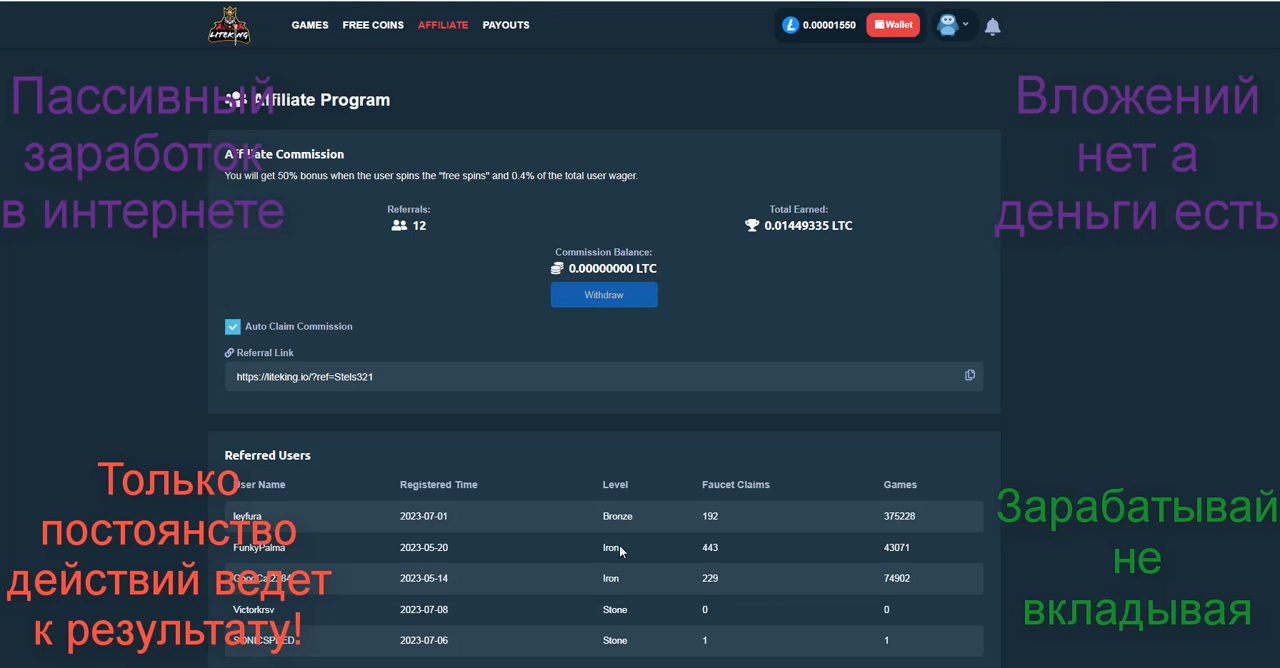 LITEKING
GAMES FREE COINS AFFILIATE PAYOUTS
0.00001550
Wallet
Пассивный
заработок
в интернете
Вложений
нет а
деньги есть
Affiliate Program
Affiliate Commission
You will get 50% bonus when the user spins the "free spins" and 0.4% of the total user wager.
Referrals:
12
Total Earned:
0.01449335 LTC
Commission Balance:
0.00000000 LTC
Withdraw
Auto Claim Commission
Referral Link
https://liteking.io/?ref=Stels321
Referred Users
User Name Registered Time Level Faucet Claims Games
leyfura 2023-07-01 Bronze 192 375228
FunkyPalma 2023-05-20 Iron 443 43071
2023-05-14 Iron 229 74902
Victorkrsv 2023-07-08 Stone 0 0
SONICSPEED 2023-07-06 Stone 1 1
Только
постоянство
действий ведет
к результату!
Зарабатывай
не
вкладывая